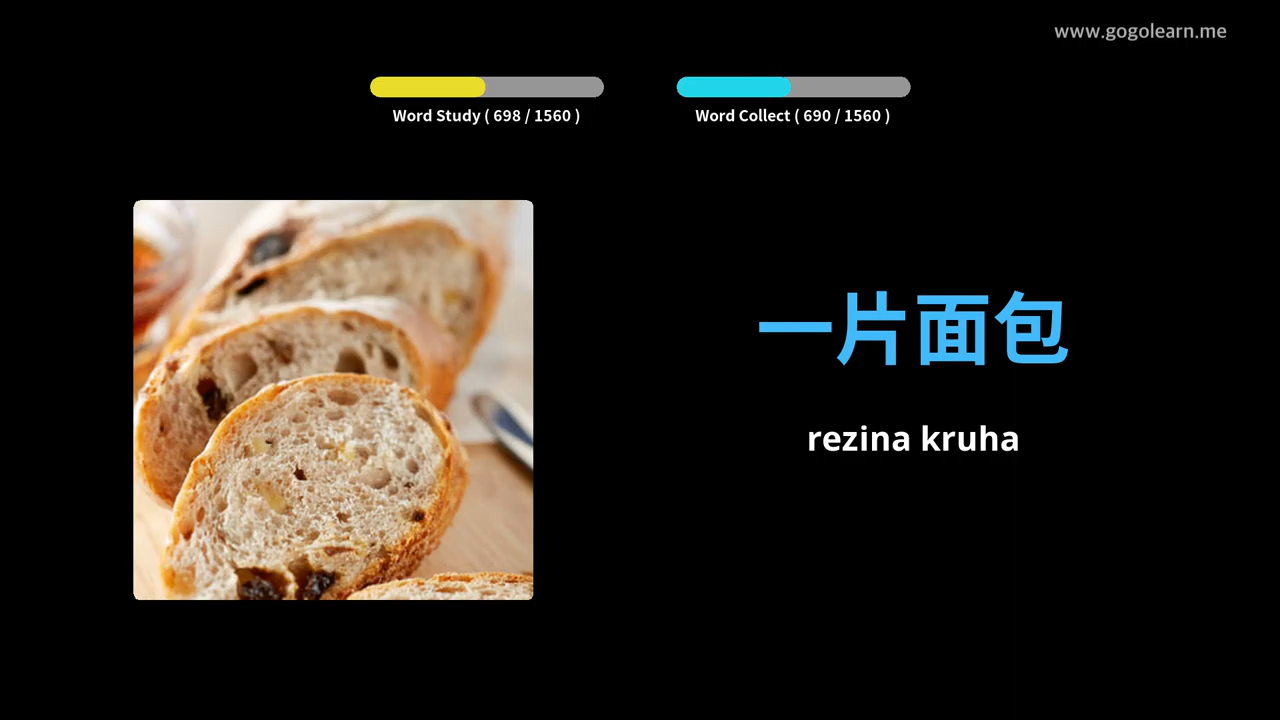 www.gogolearn.me
Word Study ( 698 / 1560 )
Word Collect ( 690 / 1560 )
一片面包
rezina kruha